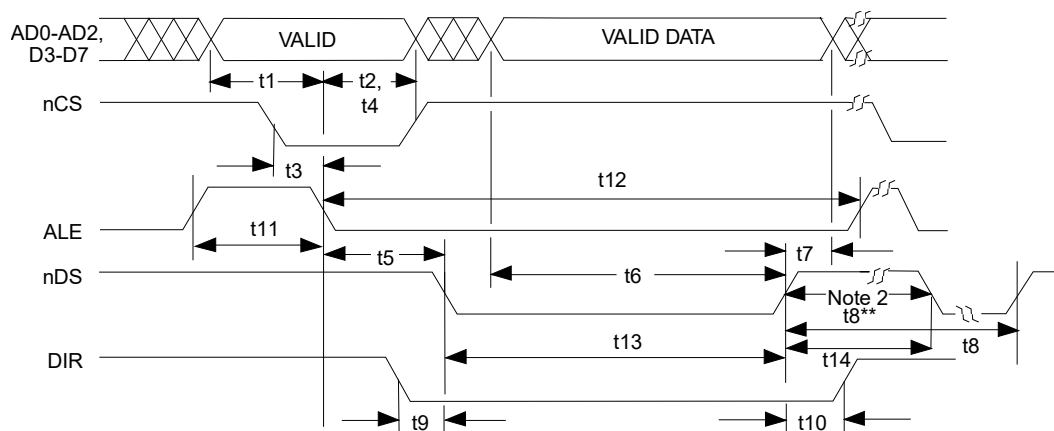 AD0-AD2,
D3-D7
VALID
VALID DATA
t1
t2,
t4
nCS
t3
t12
ALE
t11
t5
t7
nDS
t6
Note 2
t8**
t8
t13
t14
DIR
t9
t10